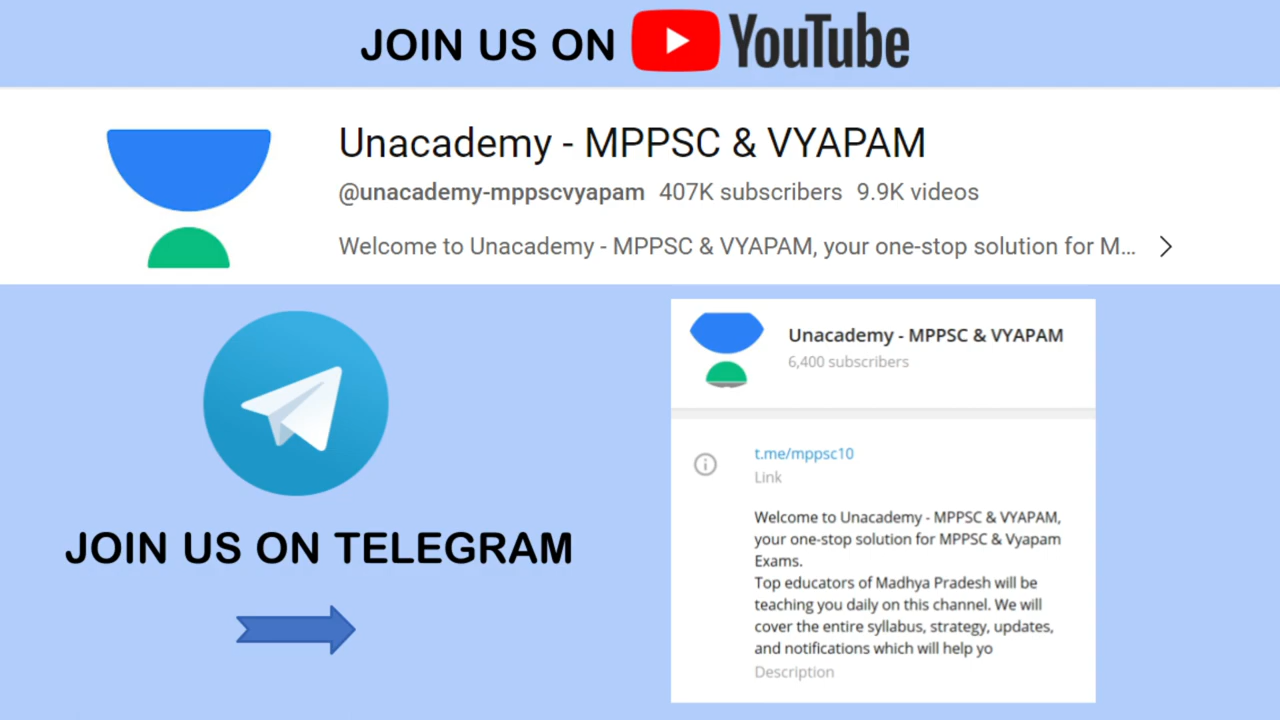 JOIN US ON YouTube
Unacademy - MPPSC & VYAPAM
@unacademy-mppscvyapam 407K subscribers 9.9K videos
Welcome to Unacademy - MPPSC & VYAPAM, your one-stop solution for M...
JOIN US ON TELEGRAM
Unacademy - MPPSC & VYAPAM
6,400 subscribers
t.me/mppsc10
Link
Welcome to Unacademy - MPPSC & VYAPAM,
your one-stop solution for MPPSC & Vyapam
Exams.
Top educators of Madhya Pradesh will be
teaching you daily on this channel. We will
cover the entire syllabus, strategy, updates,
and notifications which will help yo
Description